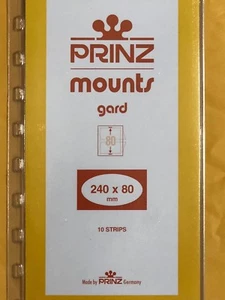 PRINZ
mounts
gard
80
240 x 80
mm
10 STRIPS
Made by PRINZ Germany